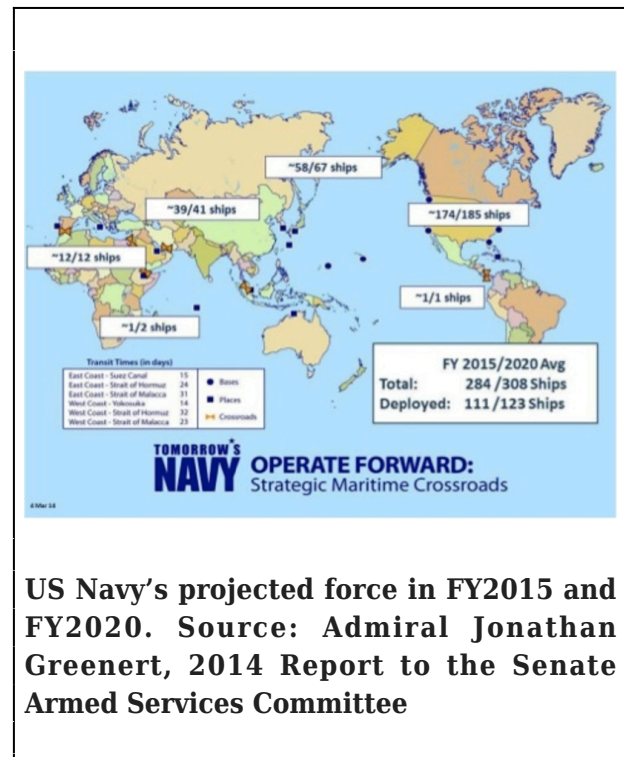 ~58/67 ships
~39/41 ships
~174/185 ships
~12/12 ships
~1/1 ships
~1/2 ships
FY 2015/2020 Avg
Total: 284 /308 Ships
Deployed: 111/123 Ships
Transit Times (in days)
East Coast - Suez Canal 15
East Coast - Strait of Hormuz 24
East Coast - Strait of Malacca 31
West Coast - Yokosuka 14
West Coast - Strait of Hormuz 32
West Coast - Strait of Malacca 23
Bases
Places
Crossroads
TOMORROW'S
NAVY
OPERATE FORWARD:
Strategic Maritime Crossroads
4 Mar 14
US Navy’s projected force in FY2015 and
FY2020. Source: Admiral Jonathan
Greenert, 2014 Report to the Senate
Armed Services Committee